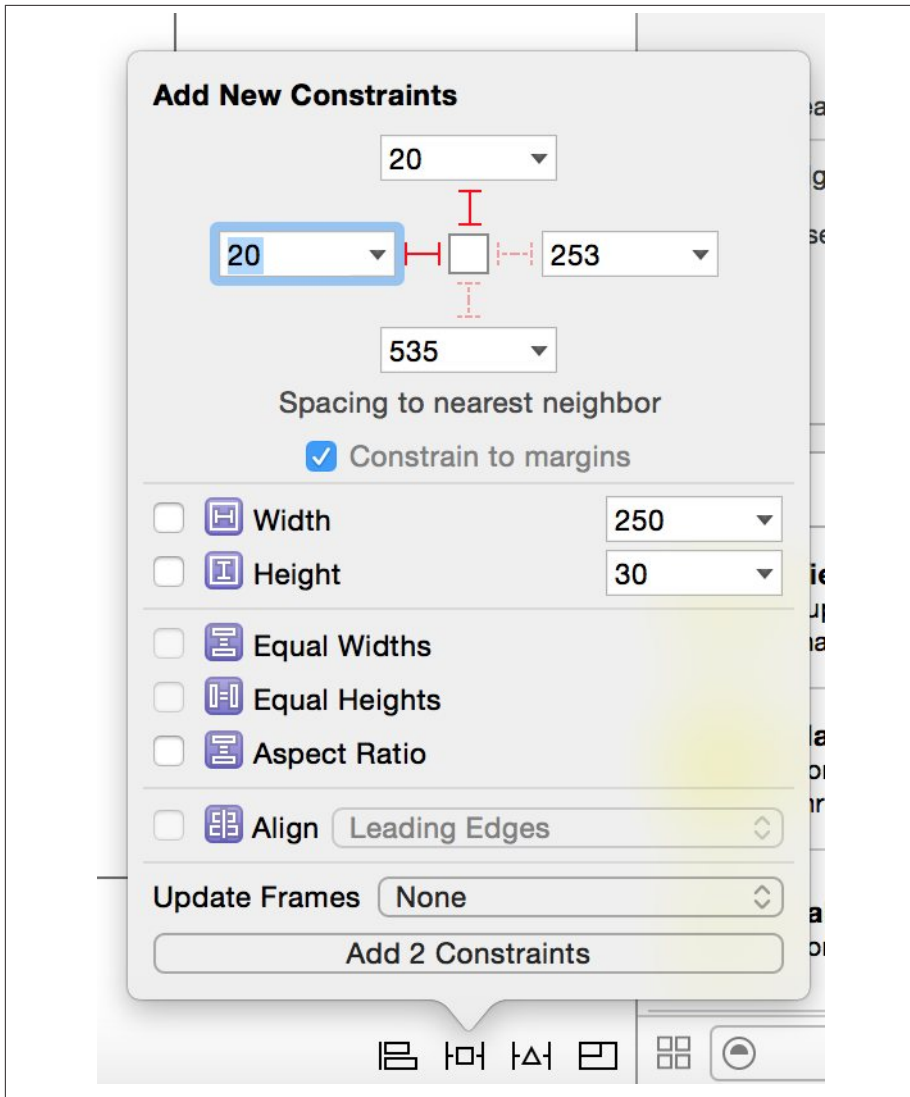 Add New Constraints
20
20
253
535
Spacing to nearest neighbor
Constrain to margins
Width
250
Height
30
Equal Widths
Equal Heights
Aspect Ratio
Align
Leading Edges
Update Frames
None
Add 2 Constraints